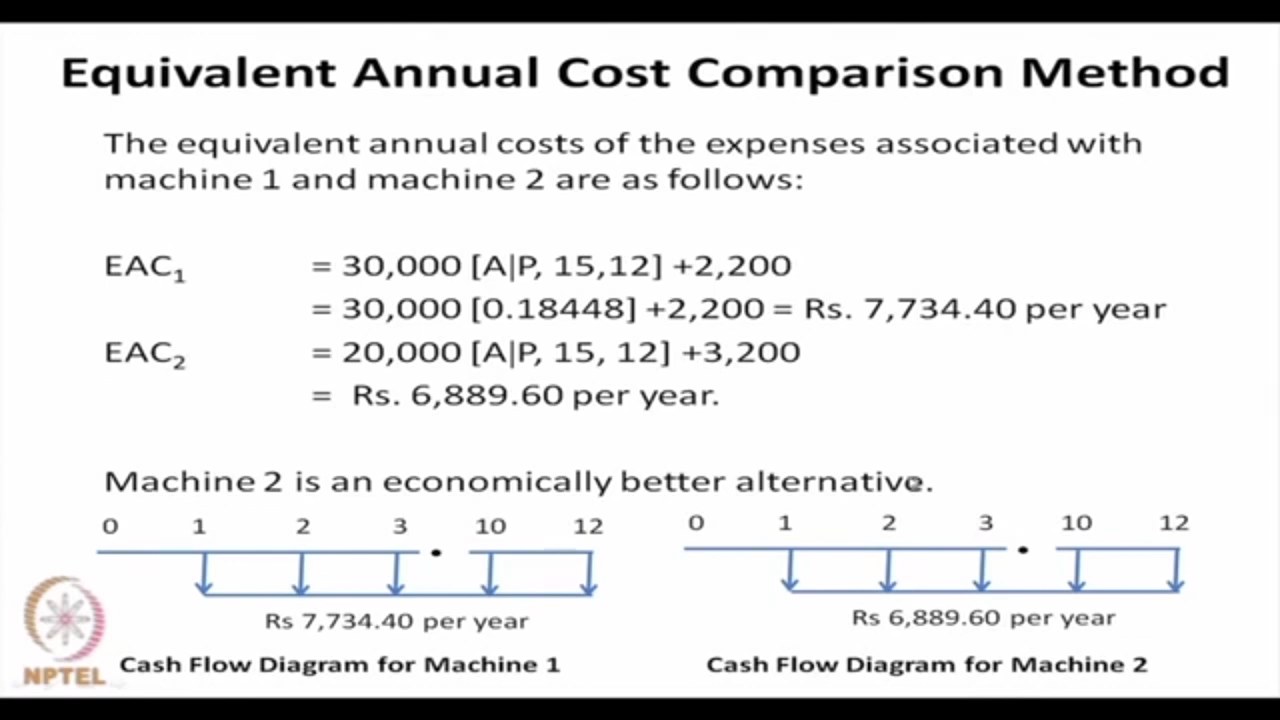 Equivalent Annual Cost Comparison Method
The equivalent annual costs of the expenses associated with
machine 1 and machine 2 are as follows:
EAC₁ = 30,000 [A|P, 15,12] +2,200
= 30,000 [0.18448] +2,200 = Rs. 7,734.40 per year
EAC₂ = 20,000 [A|P, 15, 12] +3,200
= Rs. 6,889.60 per year.
Machine 2 is an economically better alternative.
0 1 2 3 10 12
Rs 7,734.40 per year
Cash Flow Diagram for Machine 1
0 1 2 3 10 12
Rs 6,889.60 per year
Cash Flow Diagram for Machine 2
NPTEL